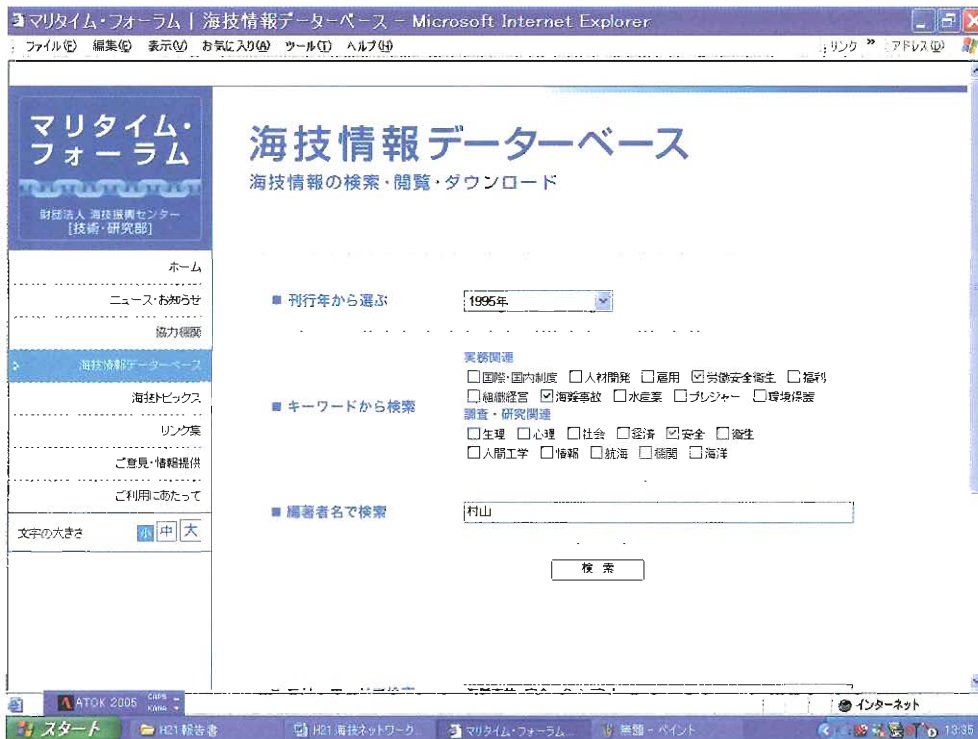 マリタイム・フォーラム | 海技情報データーベース - Microsoft Internet Explorer
ファイル(F) 編集(E) 表示(V) お気に入り(A) ツール(T) ヘルプ(H) リンク » アドレス(D)
マリタイム・
フォーラム
財団法人 海技振興センター
[技術・研究部]
海技情報データーベース
海技情報の検索・閲覧・ダウンロード
ホーム
ニュース・お知らせ
協力機関
海技情報データーベース
海技トピックス
リンク集
ご意見・情報提供
ご利用にあたって
文字の大きさ 小 中 大
■ 刊行年から選ぶ 1995年
■ キーワードから検索
実務関連
国際・国内制度 人材開発 雇用 労働安全衛生 福利
組織経営 海難事故 水産業 プレジャー 環境保護
調査・研究関連
生理 心理 社会 経済 安全 衛生
人間工学 情報 航海 機関 海洋
■ 編著者名で検索 村山
検 索
インターネット
ATOK 2005 CAPS KANA
スタート H21報告書 H21海技ネットワーク... マリタイム・フォーラム... 無題 - ペイント 13:35